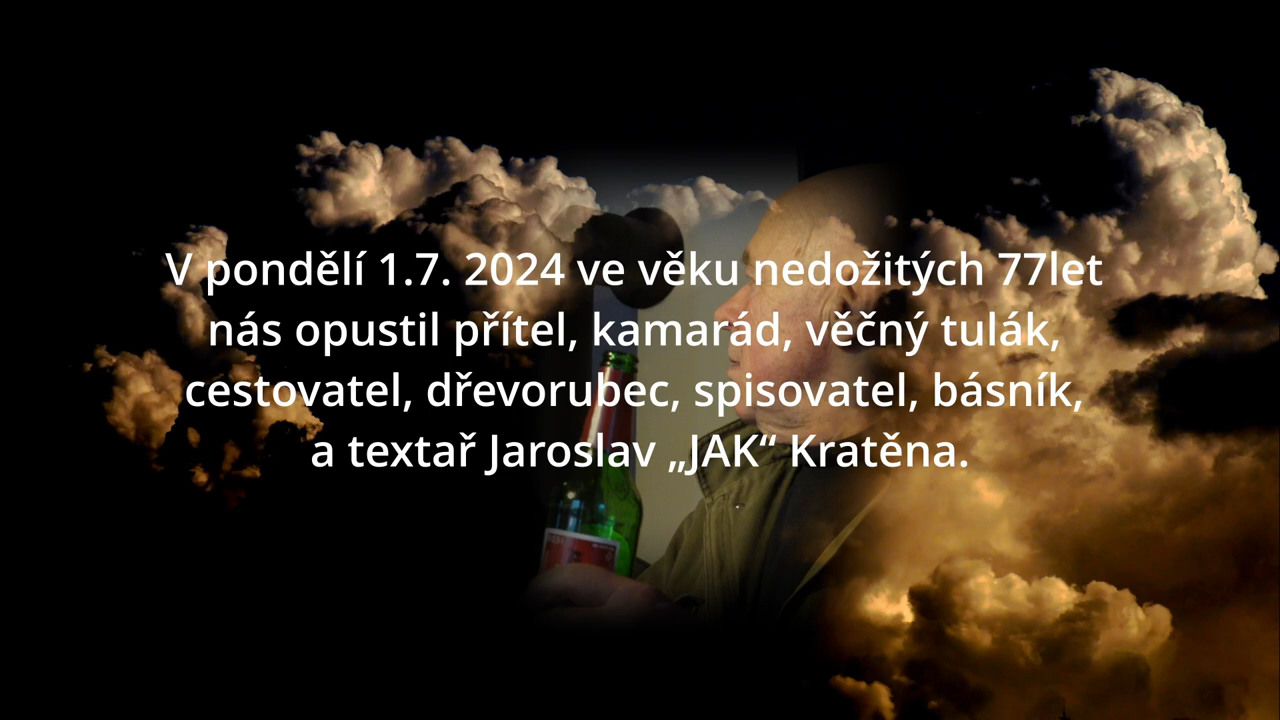 V pondělí 1.7. 2024 ve věku nedožitých 77let
nás opustil přítel, kamarád, věčný tulák,
cestovatel, dřevorubec, spisovatel, básník,
a textař Jaroslav „JAK“ Kratěna.